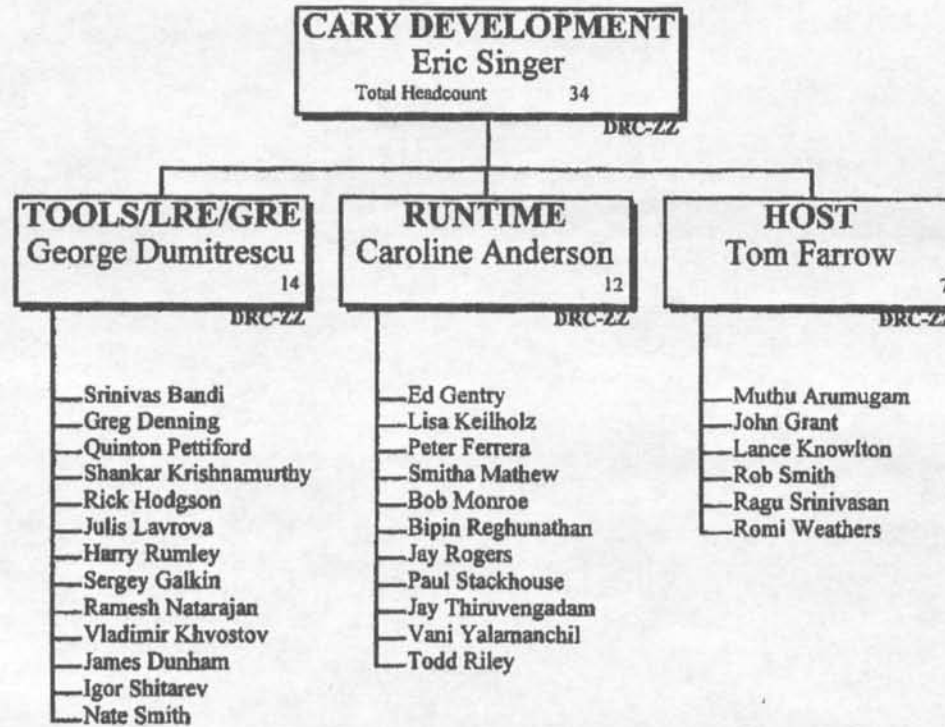 CARY DEVELOPMENT
Eric Singer
Total Headcount 34
DRC-ZZ
TOOLS/LRE/GRE
George Dumitrescu
14
DRC-ZZ
Srinivas Bandi
Greg Denning
Quinton Pettiford
Shankar Krishnamurthy
Rick Hodgson
Julis Lavrova
Harry Rumley
Sergey Galkin
Ramesh Natarajan
Vladimir Khvostov
James Dunham
Igor Shitarev
Nate Smith
RUNTIME
Caroline Anderson
12
DRC-ZZ
Ed Gentry
Lisa Keilholz
Peter Ferrera
Smitha Mathew
Bob Monroe
Bipin Reghunathan
Jay Rogers
Paul Stackhouse
Jay Thiruvengadam
Vani Yalamanchil
Todd Riley
HOST
Tom Farrow
7
DRC-ZZ
Muthu Arumugam
John Grant
Lance Knowlton
Rob Smith
Ragu Srinivasan
Romi Weathers